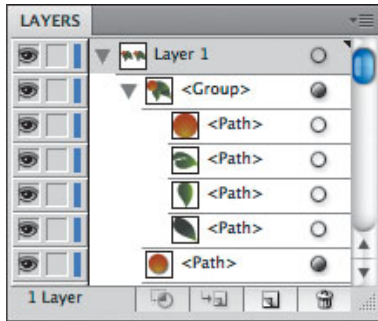 LAYERS
Layer 1
<Group>
<Path>
<Path>
<Path>
<Path>
<Path>
1 Layer